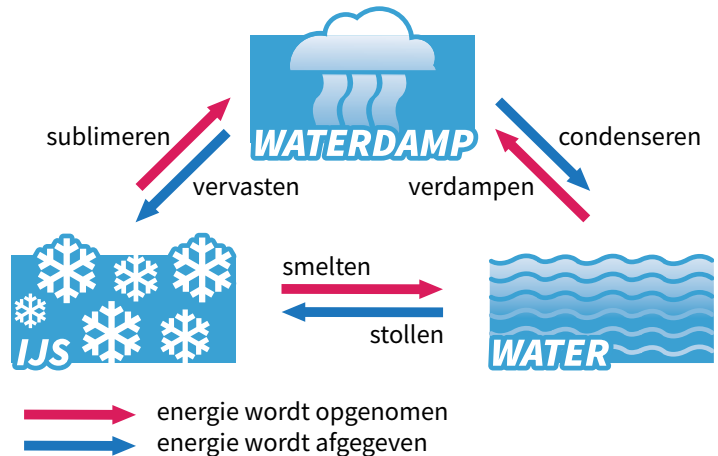 WATERDAMP
sublimeren
condenseren
vervasten
verdampen
IJS
smelten
stollen
WATER
energie wordt opgenomen
energie wordt afgegeven